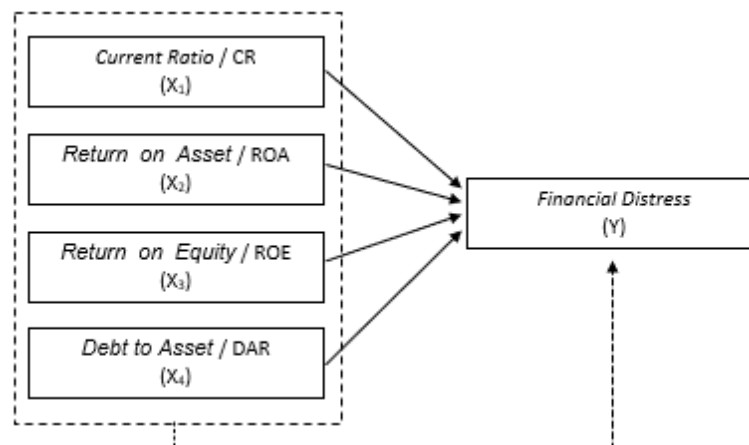 Current Ratio / CR
(X₁)
Return on Asset / ROA
(X₂)
Return on Equity / ROE
(X₃)
Debt to Asset / DAR
(X₄)
Financial Distress
(Y)